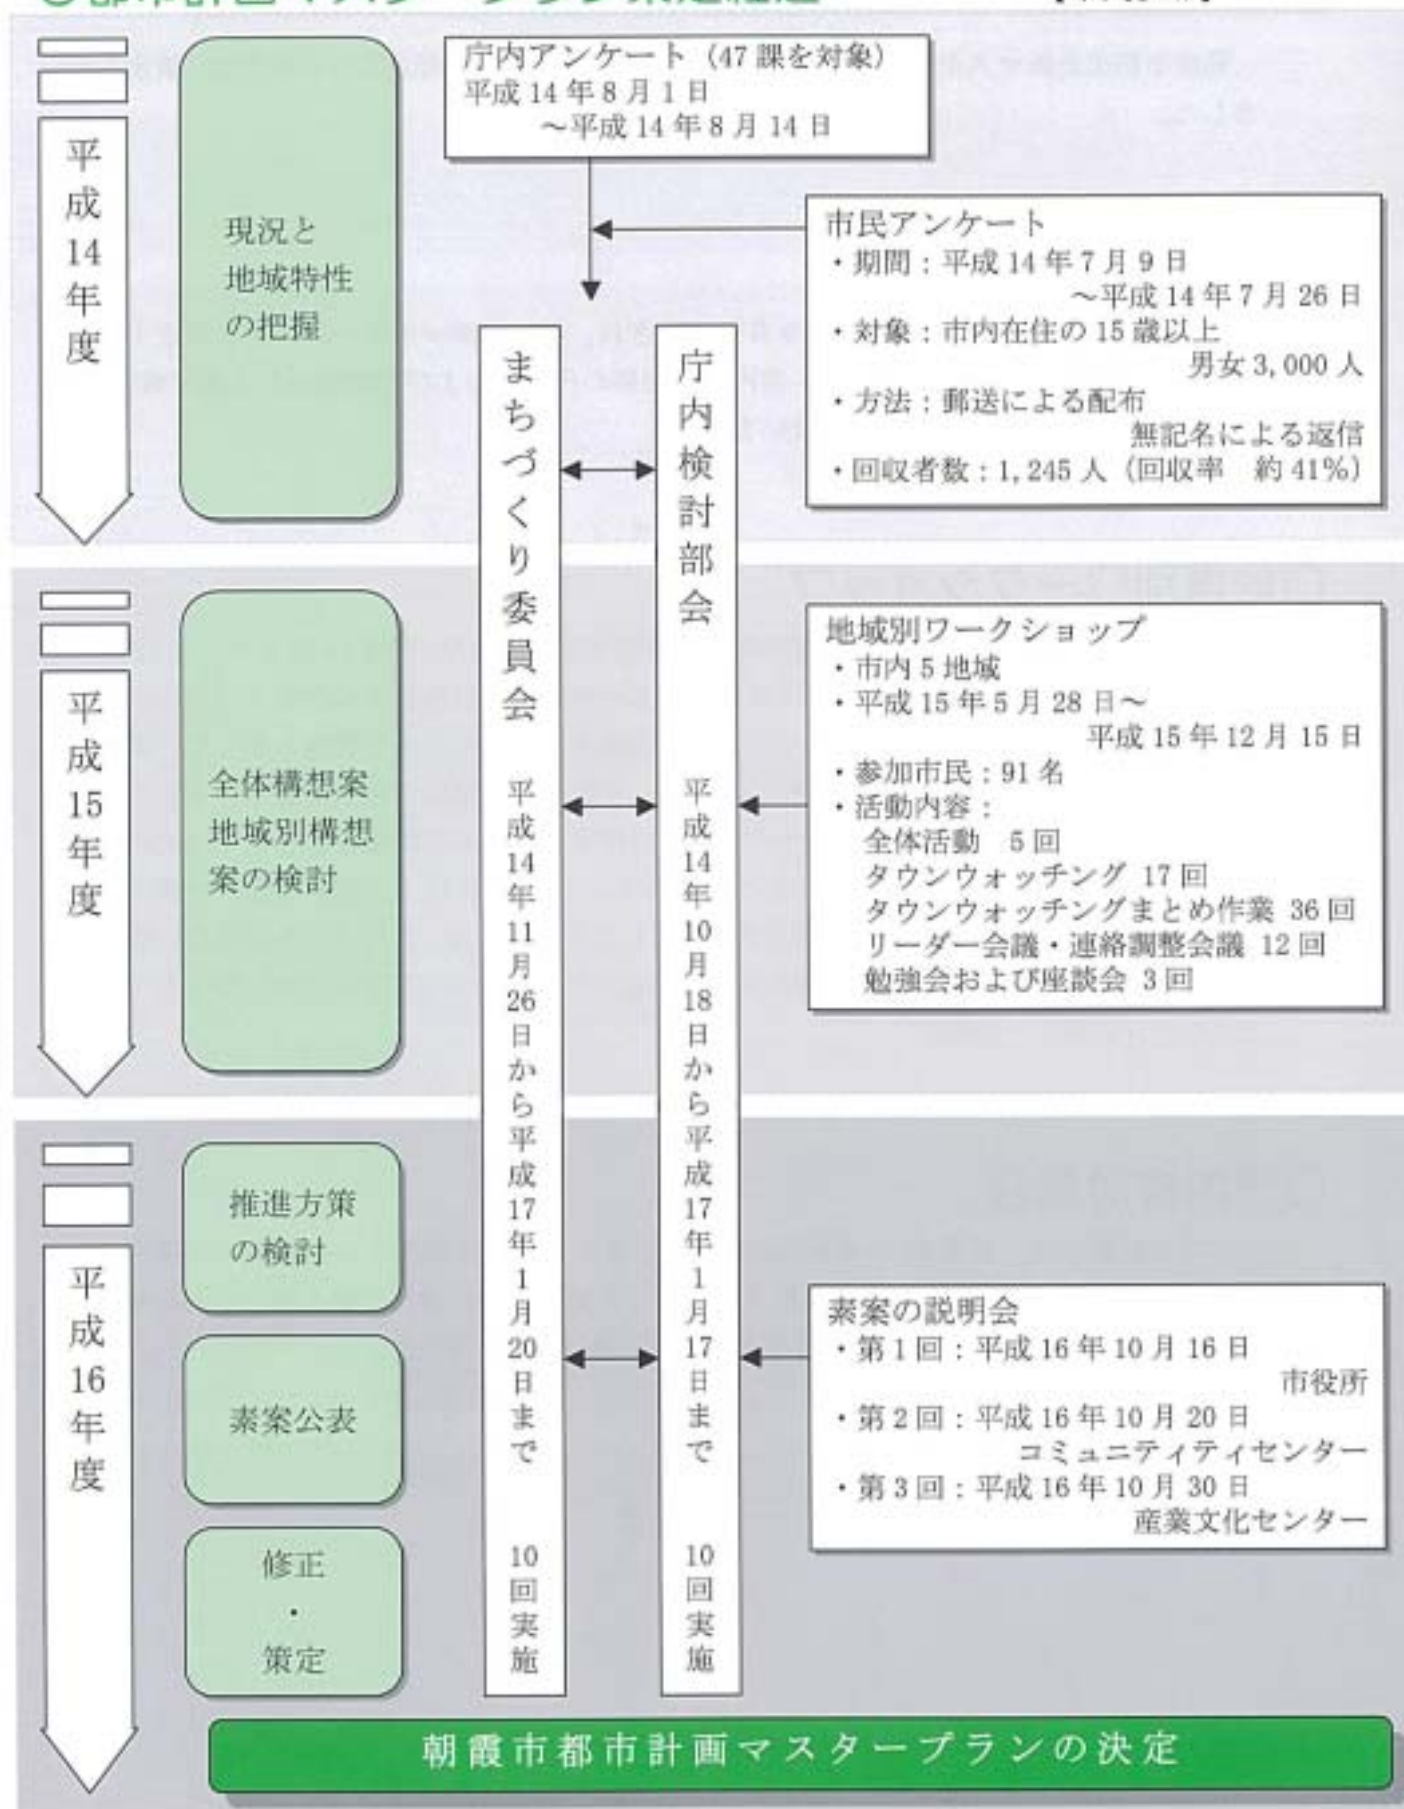 平成14年度
現況と
地域特性
の把握
庁内アンケート（47課を対象）
平成14年8月1日
～平成14年8月14日
市民アンケート
・期間：平成14年7月9日
～平成14年7月26日
・対象：市内在住の15歳以上
男女3,000人
・方法：郵送による配布
無記名による返信
・回収者数：1,245人（回収率　約41%）
まちづくり委員会　平成14年11月26日から平成17年1月20日まで　10回実施
庁内検討部会　平成14年10月18日から平成17年1月17日まで　10回実施
平成15年度
全体構想案
地域別構想
案の検討
地域別ワークショップ
・市内5地域
・平成15年5月28日～
平成15年12月15日
・参加市民：91名
・活動内容：
全体活動　5回
タウンウォッチング 17回
タウンウォッチングまとめ作業 36回
リーダー会議・連絡調整会議 12回
勉強会および座談会 3回
平成16年度
推進方策
の検討
素案公表
修正
・
策定
素案の説明会
・第1回：平成16年10月16日
市役所
・第2回：平成16年10月20日
コミュニティティセンター
・第3回：平成16年10月30日
産業文化センター
朝霞市都市計画マスタープランの決定